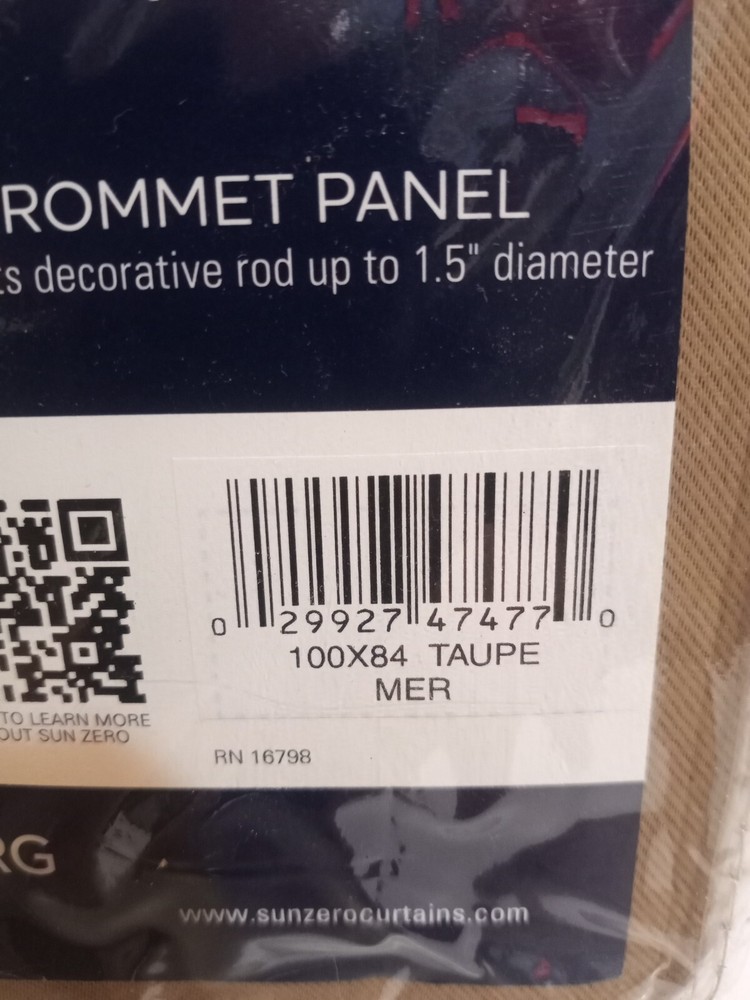 ROMMET PANEL
ts decorative rod up to 1.5" diameter
0 29927 47477 0
100X84 TAUPE
MER
TO LEARN MORE
OUT SUN ZERO
RN 16798
RG
www.sunzerocurtains.com